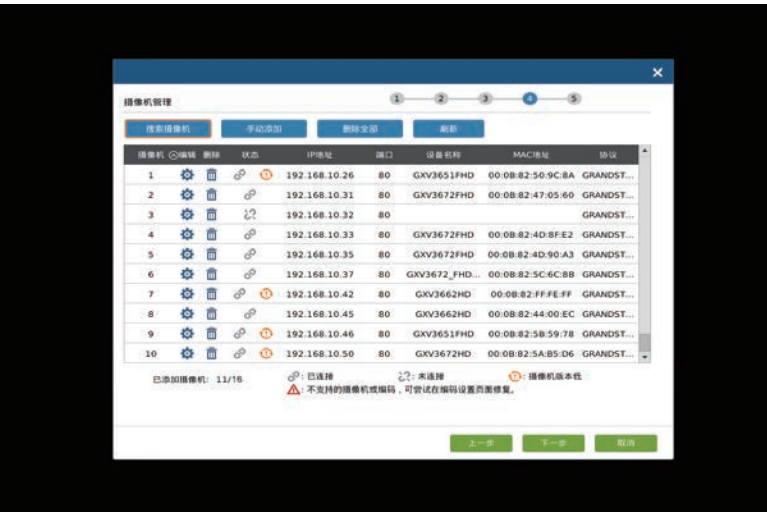 摄像机管理
1 2 3 4 5
搜索摄像机 手动添加 删除全部 刷新
摄像机 编辑 删除 状态 IP地址 端口 设备名称 MAC地址 协议
1 192.168.10.26 80 GXV3651FHD 00:0B:82:50:9C:8A GRANDST...
2 192.168.10.31 80 GXV3672FHD 00:0B:82:47:05:60 GRANDST...
3 192.168.10.32 80 GRANDST...
4 192.168.10.33 80 GXV3672FHD 00:0B:82:4D:8F:E2 GRANDST...
5 192.168.10.35 80 GXV3672FHD 00:0B:82:4D:90:A3 GRANDST...
6 192.168.10.37 80 GXV3672_FHD... 00:0B:82:5C:6C:8B GRANDST...
7 192.168.10.42 80 GXV3662HD 00:0B:82:FF:FE:FF GRANDST...
8 192.168.10.45 80 GXV3662HD 00:0B:82:44:00:EC GRANDST...
9 192.168.10.46 80 GXV3651FHD 00:0B:82:5B:59:78 GRANDST...
10 192.168.10.50 80 GXV3672HD 00:0B:82:5A:B5:D6 GRANDST...
已添加摄像机: 11/16 : 已连接 : 未连接 : 摄像机版本低
: 不支持的摄像机或编码，可尝试在编码设置页面修复。
上一步 下一步 取消